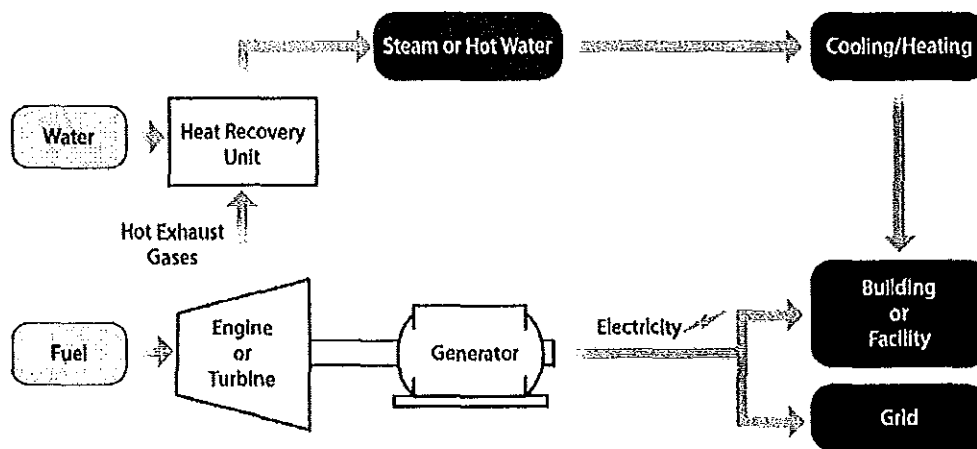 Steam or Hot Water
Cooling/Heating
Water
Heat Recovery
Unit
Hot Exhaust
Gases
Building
or
Facility
Electricity
Engine
or
Turbine
Fuel
Generator
Grid